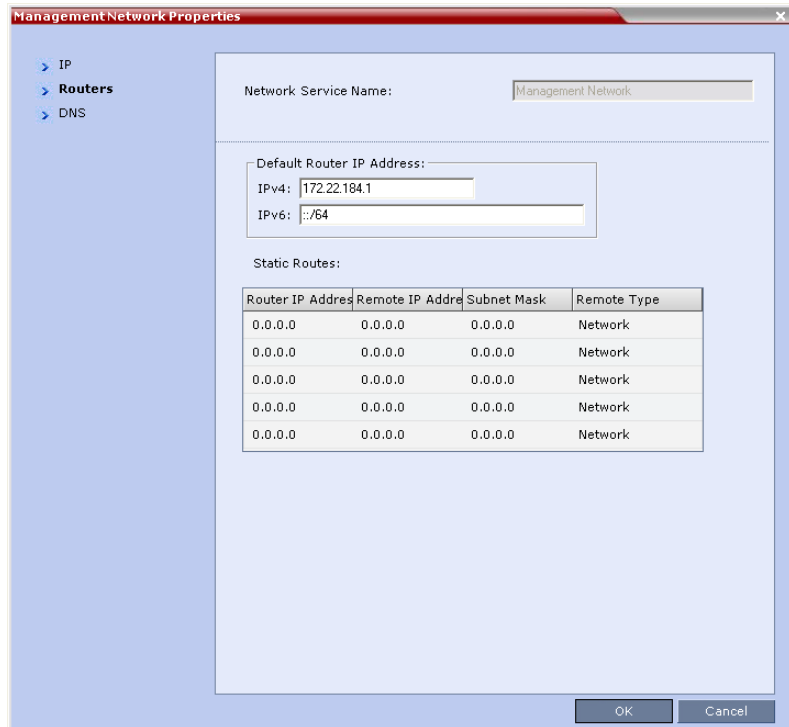 Management Network Properties
IP
Routers
DNS
Network Service Name: Management Network
Default Router IP Address:
IPv4: 172.22.184.1
IPv6: ::/64
Static Routes:
Router IP Addres Remote IP Addre Subnet Mask Remote Type
0.0.0.0 0.0.0.0 0.0.0.0 Network
0.0.0.0 0.0.0.0 0.0.0.0 Network
0.0.0.0 0.0.0.0 0.0.0.0 Network
0.0.0.0 0.0.0.0 0.0.0.0 Network
0.0.0.0 0.0.0.0 0.0.0.0 Network
OK Cancel